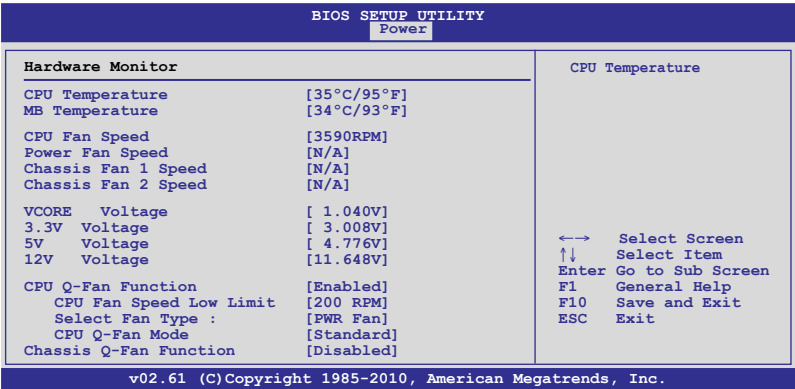 BIOS SETUP UTILITY
Power
Hardware Monitor
CPU Temperature [35°C/95°F]
MB Temperature [34°C/93°F]
CPU Fan Speed [3590RPM]
Power Fan Speed [N/A]
Chassis Fan 1 Speed [N/A]
Chassis Fan 2 Speed [N/A]
VCORE Voltage [ 1.040V]
3.3V Voltage [ 3.008V]
5V Voltage [ 4.776V]
12V Voltage [11.648V]
CPU Q-Fan Function [Enabled]
CPU Fan Speed Low Limit [200 RPM]
Select Fan Type : [PWR Fan]
CPU Q-Fan Mode [Standard]
Chassis Q-Fan Function [Disabled]
CPU Temperature
←→ Select Screen
↑↓ Select Item
Enter Go to Sub Screen
F1 General Help
F10 Save and Exit
ESC Exit
v02.61 (C)Copyright 1985-2010, American Megatrends, Inc.